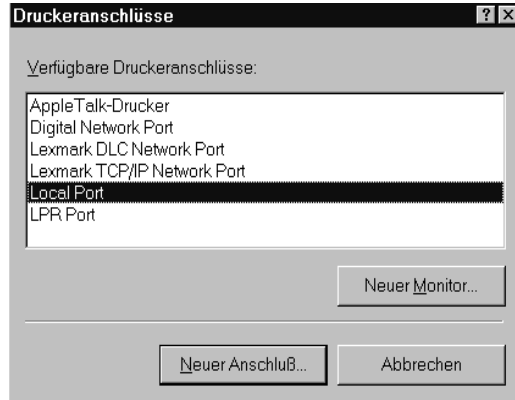 Druckeranschlüsse
Verfügbare Druckeranschlüsse:
AppleTalk-Drucker
Digital Network Port
Lexmark DLC Network Port
Lexmark TCP/IP Network Port
Local Port
LPR Port
Neuer Monitor...
Neuer Anschluß...
Abbrechen